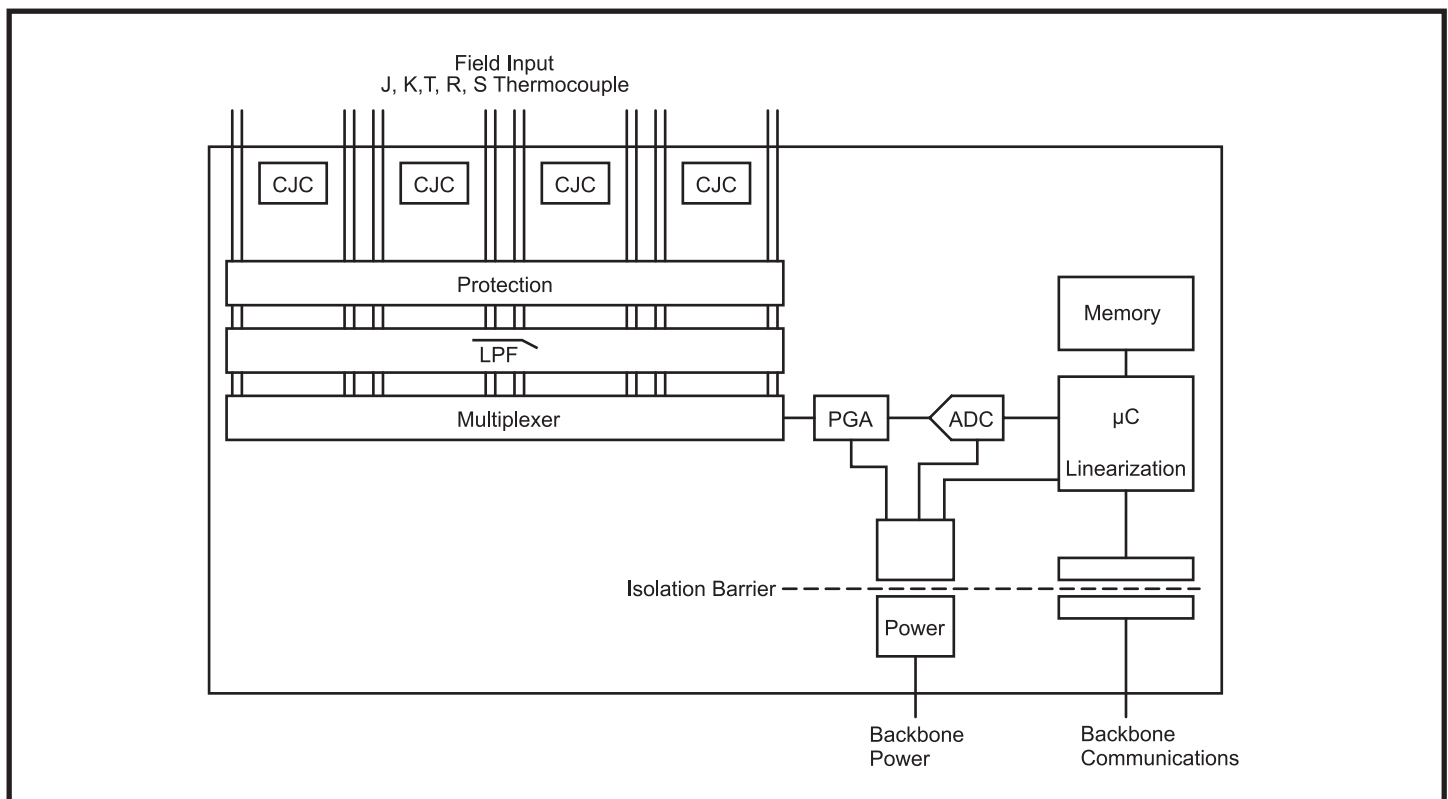 Field Input
J, K,T, R, S Thermocouple
CJC
CJC
CJC
CJC
Protection
LPF
Multiplexer
PGA
ADC
Memory
µC
Linearization
Isolation Barrier
Power
Backbone
Power
Backbone
Communications